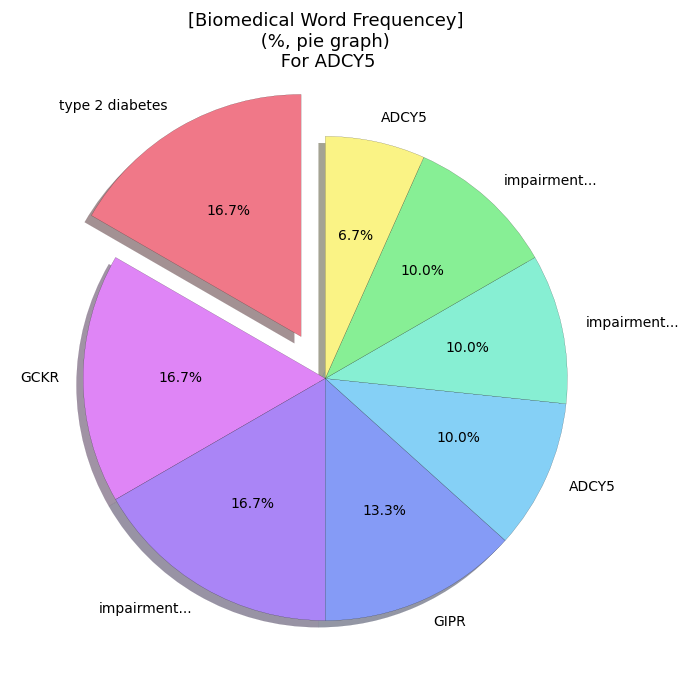 [Biomedical Word Frequencey]
(%, pie graph)
For ADCY5
type 2 diabetes
ADCY5
impairment...
16.7%
6.7%
10.0%
impairment...
10.0%
GCKR
16.7%
10.0%
ADCY5
16.7%
13.3%
impairment...
GIPR